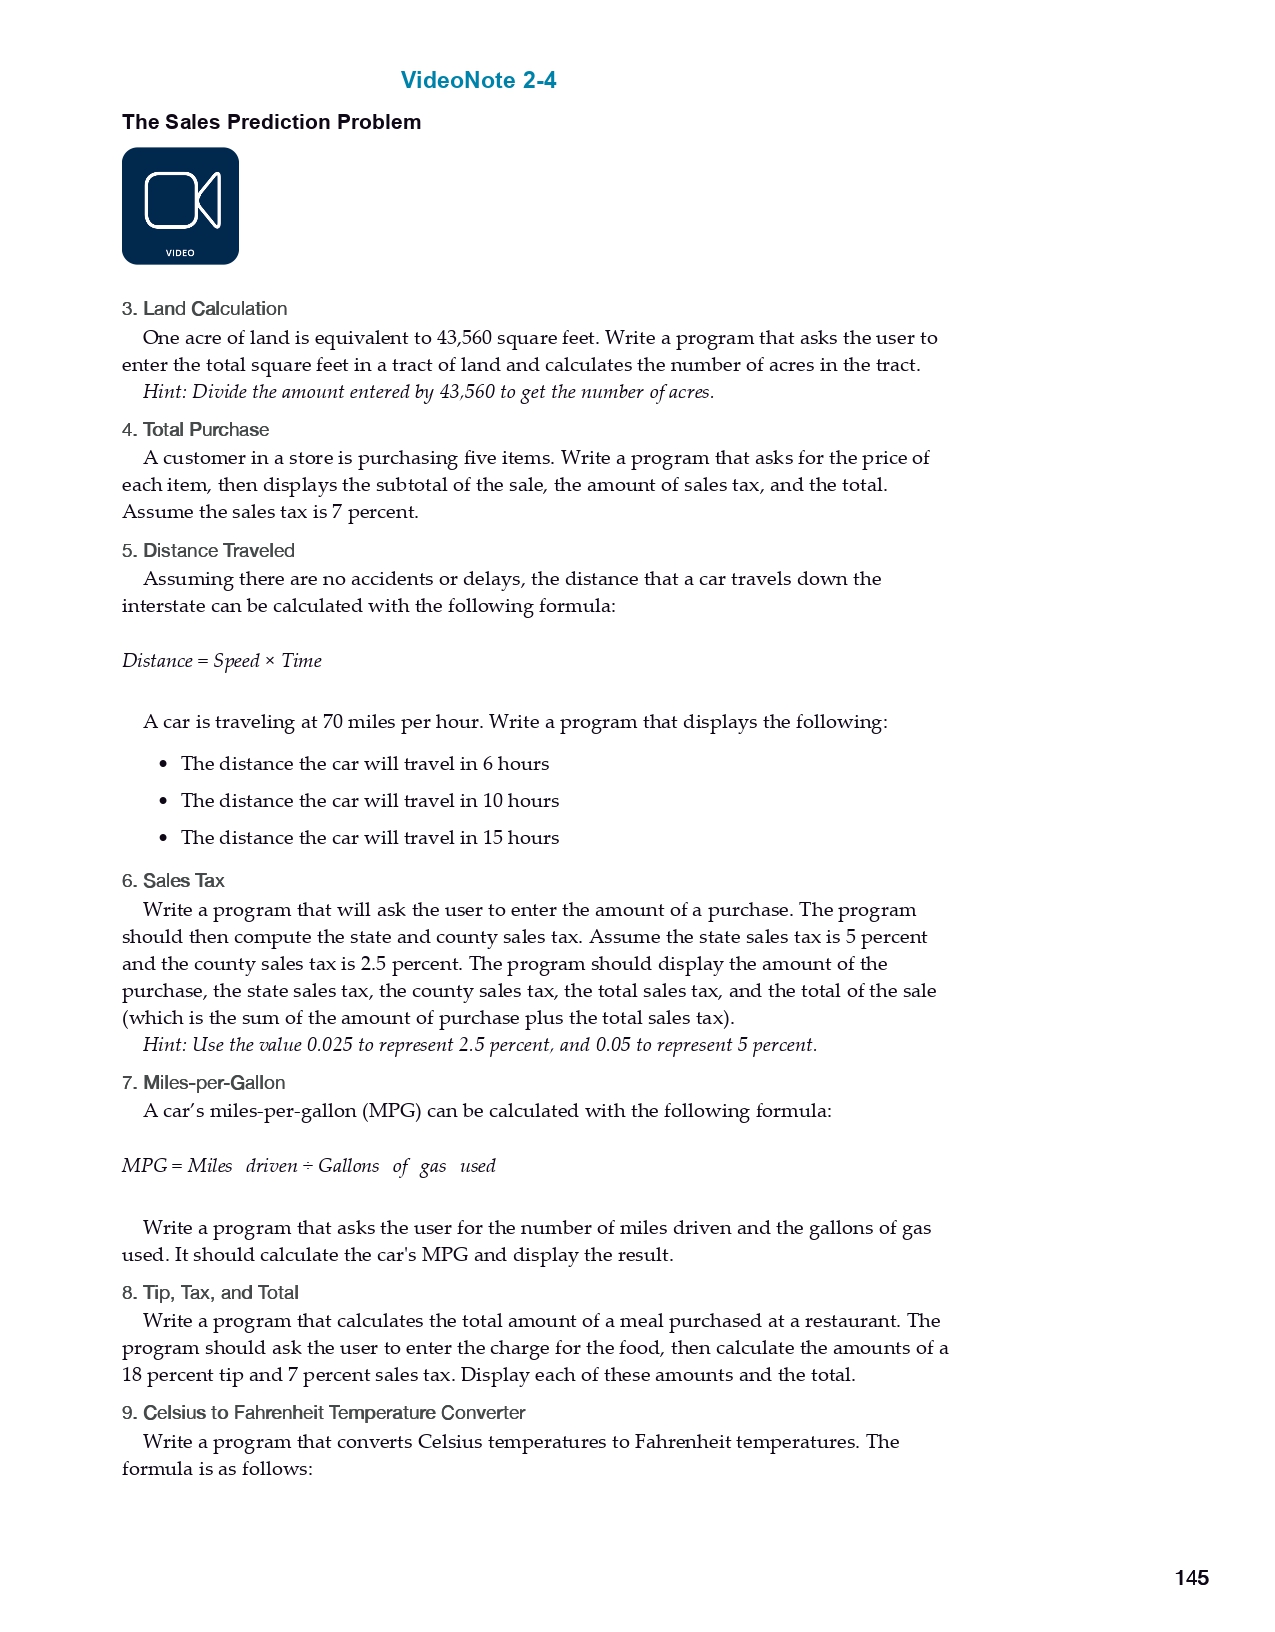 VideoNote 2-4
The Sales Prediction Problem
VIDEO
3. Land Calculation
One acre of land is equivalent to 43,560 square feet. Write a program that asks the user to
enter the total square feet in a tract of land and calculates the number of acres in the tract.
Hint: Divide the amount entered by 43,560 to get the number of acres.
4. Total Purchase
A customer in a store is purchasing five items. Write a program that asks for the price of
each item, then displays the subtotal of the sale, the amount of sales tax, and the total.
Assume the sales tax is 7 percent.
5. Distance Traveled
Assuming there are no accidents or delays, the distance that a car travels down the
interstate can be calculated with the following formula:
Distance = Speed × Time
A car is traveling at 70 miles per hour. Write a program that displays the following:
• The distance the car will travel in 6 hours
• The distance the car will travel in 10 hours
• The distance the car will travel in 15 hours
6. Sales Tax
Write a program that will ask the user to enter the amount of a purchase. The program
should then compute the state and county sales tax. Assume the state sales tax is 5 percent
and the county sales tax is 2.5 percent. The program should display the amount of the
purchase, the state sales tax, the county sales tax, the total sales tax, and the total of the sale
(which is the sum of the amount of purchase plus the total sales tax).
Hint: Use the value 0.025 to represent 2.5 percent, and 0.05 to represent 5 percent.
7. Miles-per-Gallon
A car’s miles-per-gallon (MPG) can be calculated with the following formula:
MPG = Miles driven ÷ Gallons of gas used
Write a program that asks the user for the number of miles driven and the gallons of gas
used. It should calculate the car's MPG and display the result.
8. Tip, Tax, and Total
Write a program that calculates the total amount of a meal purchased at a restaurant. The
program should ask the user to enter the charge for the food, then calculate the amounts of a
18 percent tip and 7 percent sales tax. Display each of these amounts and the total.
9. Celsius to Fahrenheit Temperature Converter
Write a program that converts Celsius temperatures to Fahrenheit temperatures. The
formula is as follows:
145